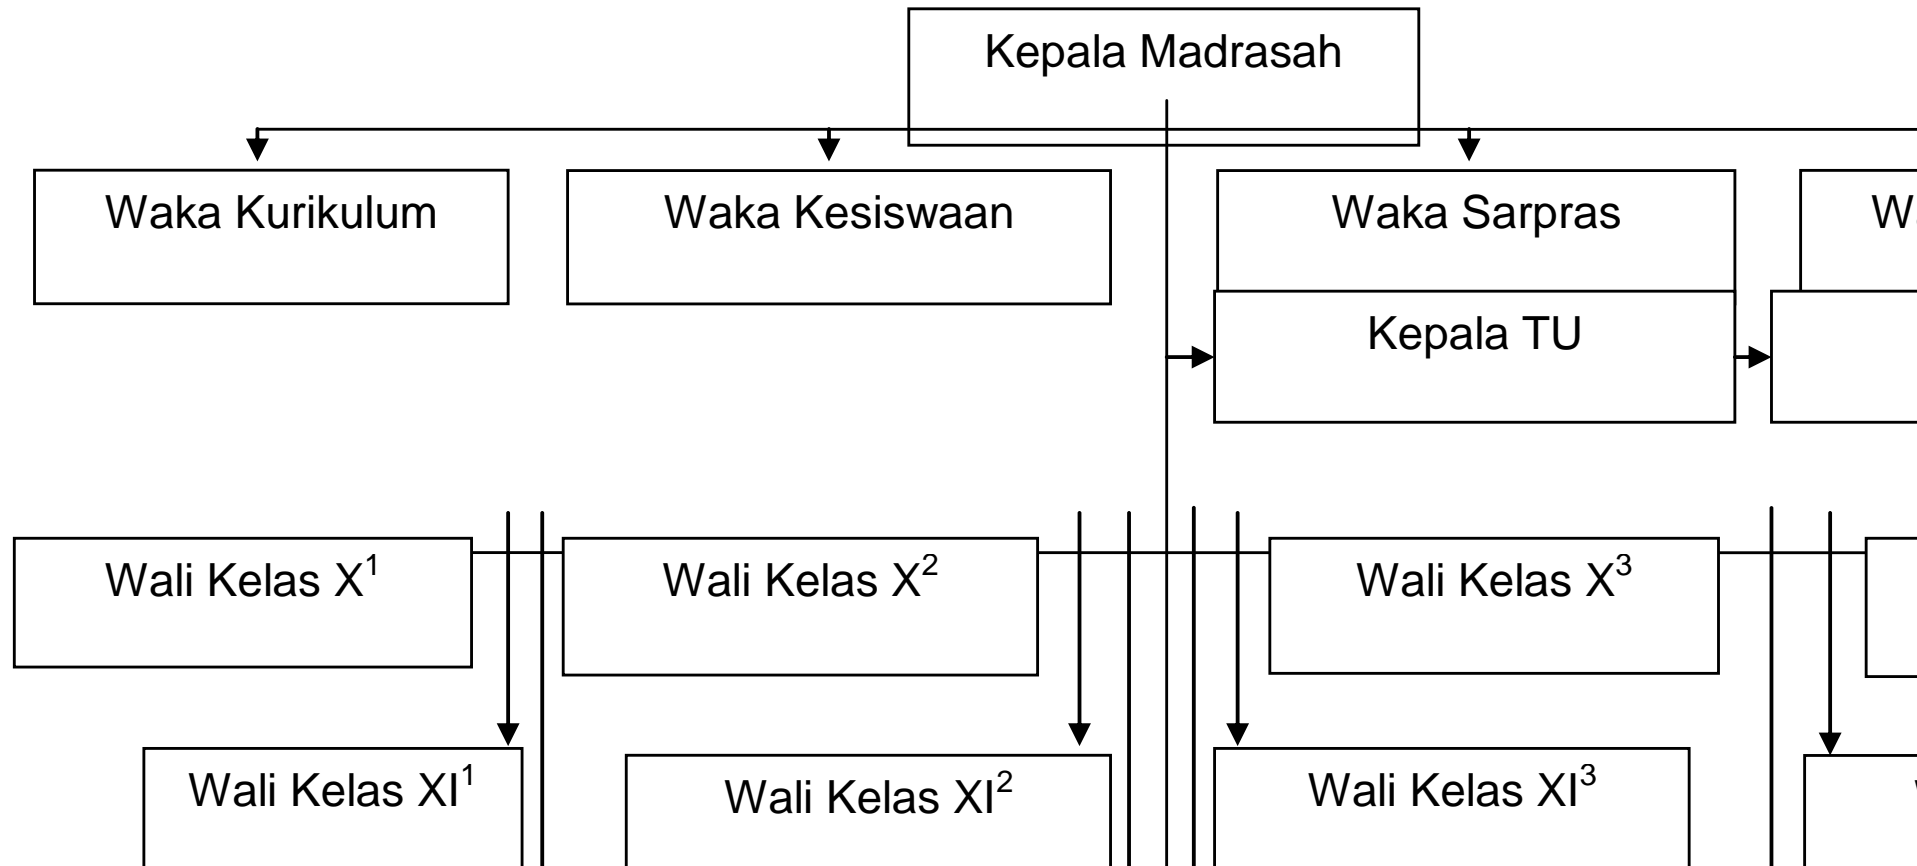 Kepala Madrasah
Waka Kurikulum
Waka Kesiswaan
Waka Sarpras
Kepala TU
Wali Kelas X¹
Wali Kelas X²
Wali Kelas X³
Wali Kelas XI¹
Wali Kelas XI²
Wali Kelas XI³